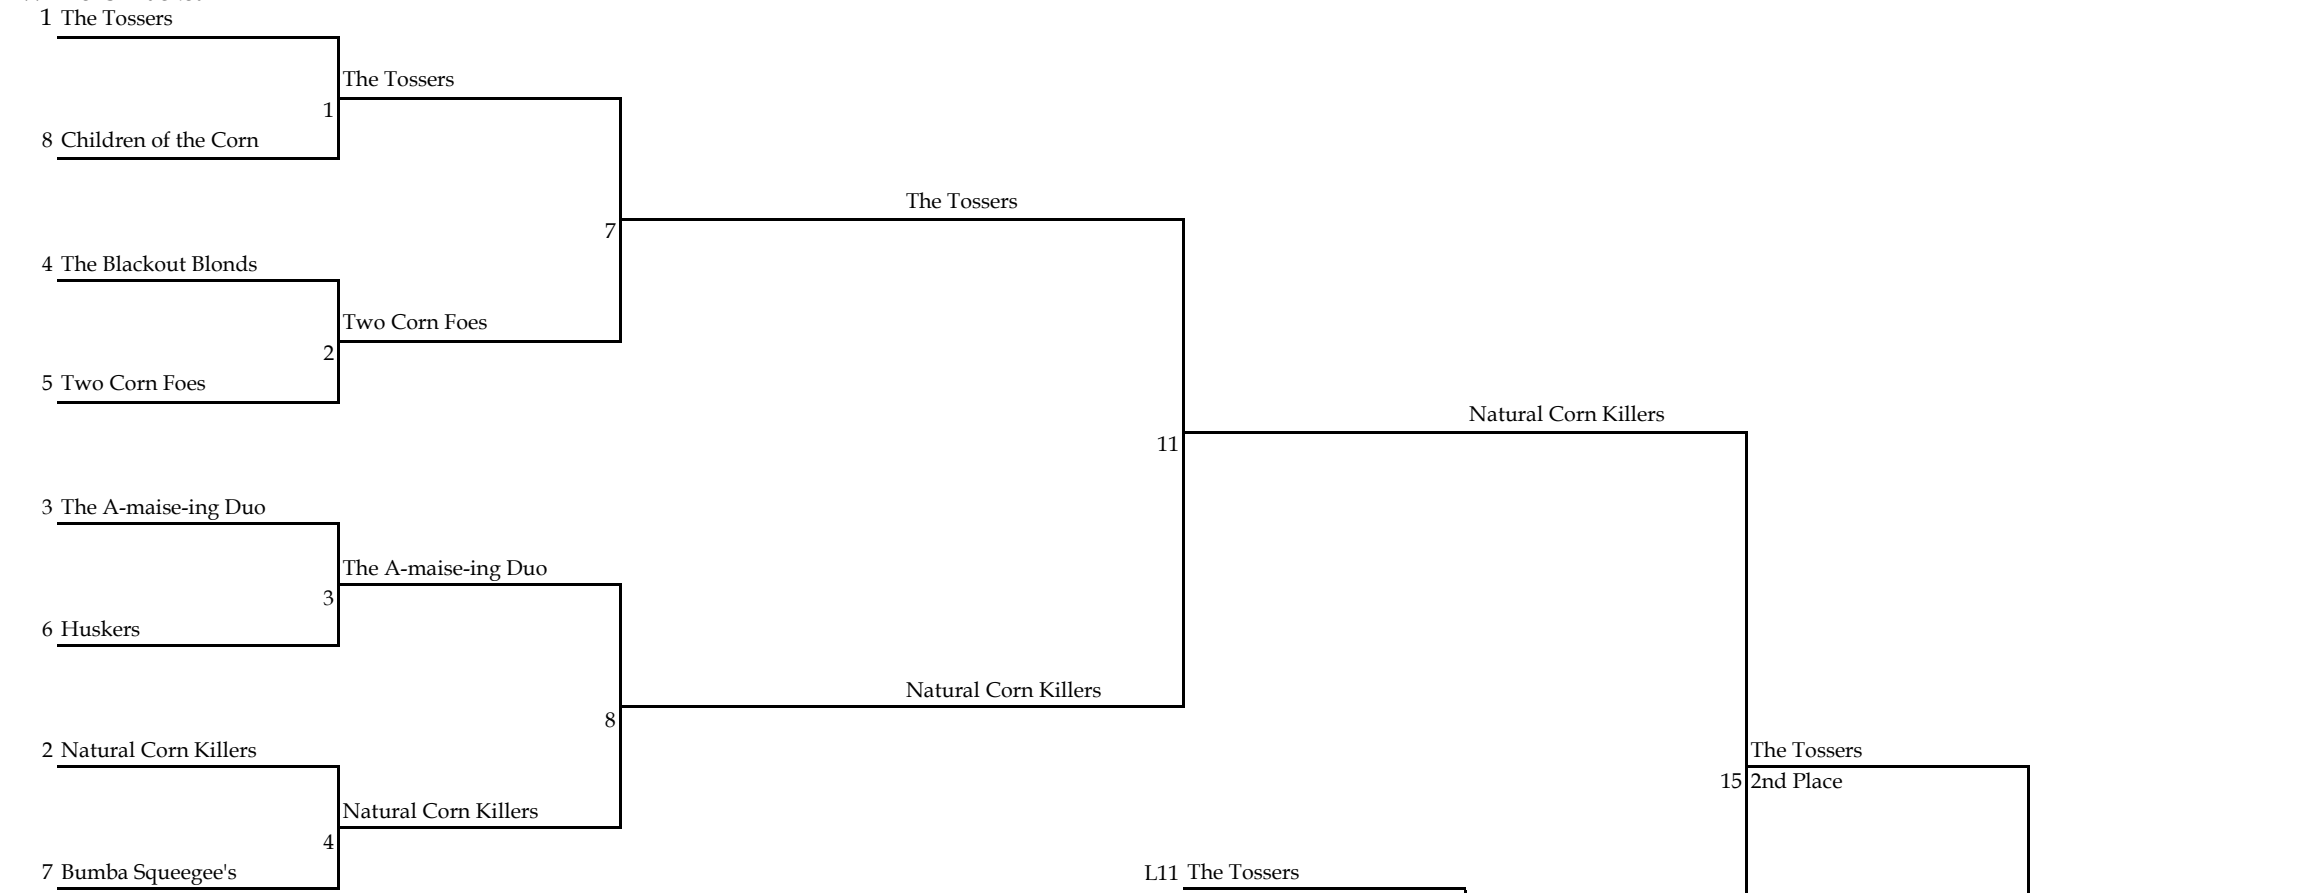 1 The Tossers
The Tossers
1
8 Children of the Corn
The Tossers
7
4 The Blackout Blonds
Two Corn Foes
2
5 Two Corn Foes
Natural Corn Killers
11
3 The A-maise-ing Duo
The A-maise-ing Duo
3
6 Huskers
Natural Corn Killers
8
2 Natural Corn Killers
The Tossers
15 2nd Place
Natural Corn Killers
4
7 Bumba Squeegee's
L11 The Tossers